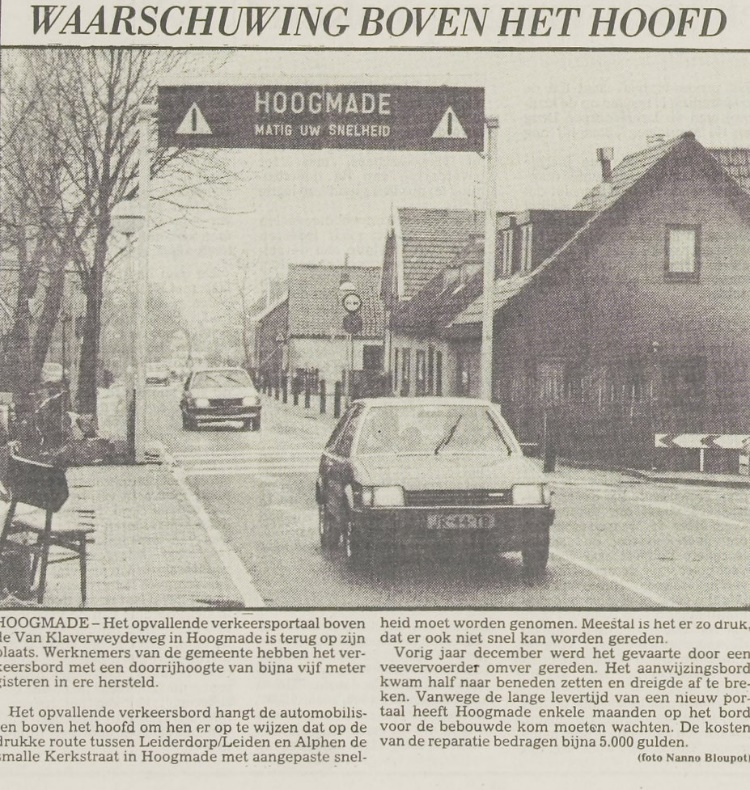 WAARSCHUWING BOVEN HET HOOFD
HOOGMADE
MATIG UW SNELHEID
HOOGMADE – Het opvallende verkeersportaal boven
de Van Klaverweydeweg in Hoogmade is terug op zijn
plaats. Werknemers van de gemeente hebben het ver-
keersbord met een doorrijhoogte van bijna vijf meter
gisteren in ere hersteld.
Het opvallende verkeersbord hangt de automobilis-
ten boven het hoofd om hen er op te wijzen dat op de
drukke route tussen Leiderdorp/Leiden en Alphen de
smalle Kerkstraat in Hoogmade met aangepaste snel-
heid moet worden genomen. Meestal is het er zo druk,
dat er ook niet snel kan worden gereden.
Vorig jaar december werd het gevaarte door een
veevervoerder omver gereden. Het aanwijzingsbord
kwam half naar beneden zetten en dreigde af te bre-
ken. Vanwege de lange levertijd van een nieuw por-
taal heeft Hoogmade enkele maanden op het bord
voor de bebouwde kom moeten wachten. De kosten
van de reparatie bedragen bijna 5.000 gulden.
(foto Nanno Bloupot)